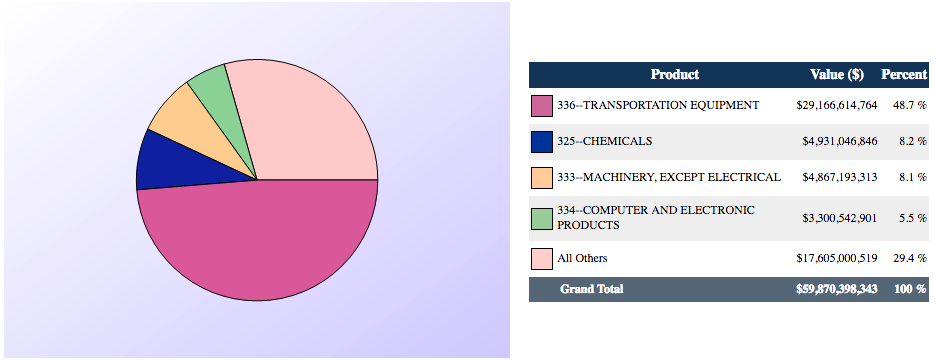 Product Value ($) Percent
336--TRANSPORTATION EQUIPMENT $29,166,614,764 48.7 %
325--CHEMICALS $4,931,046,846 8.2 %
333--MACHINERY, EXCEPT ELECTRICAL $4,867,193,313 8.1 %
334--COMPUTER AND ELECTRONIC
PRODUCTS $3,300,542,901 5.5 %
All Others $17,605,000,519 29.4 %
Grand Total $59,870,398,343 100 %